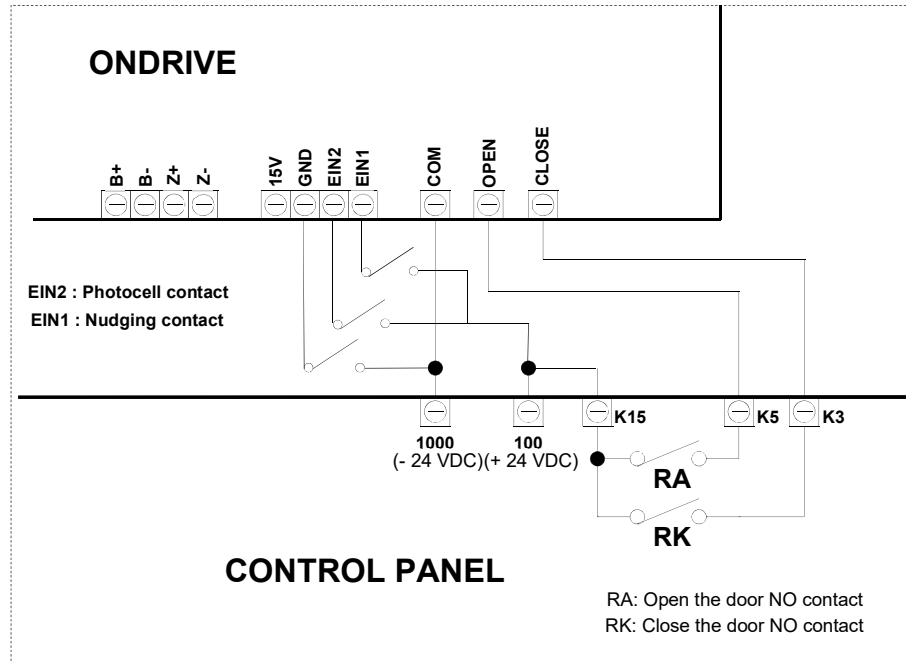 ONDRIVE
B+
B-
Z+
Z-
15V
GND
EIN2
EIN1
COM
OPEN
CLOSE
EIN2 : Photocell contact
EIN1 : Nudging contact
K15
K5
K3
1000
(- 24 VDC)
100
(+ 24 VDC)
RA
RK
CONTROL PANEL
RA: Open the door NO contact
RK: Close the door NO contact